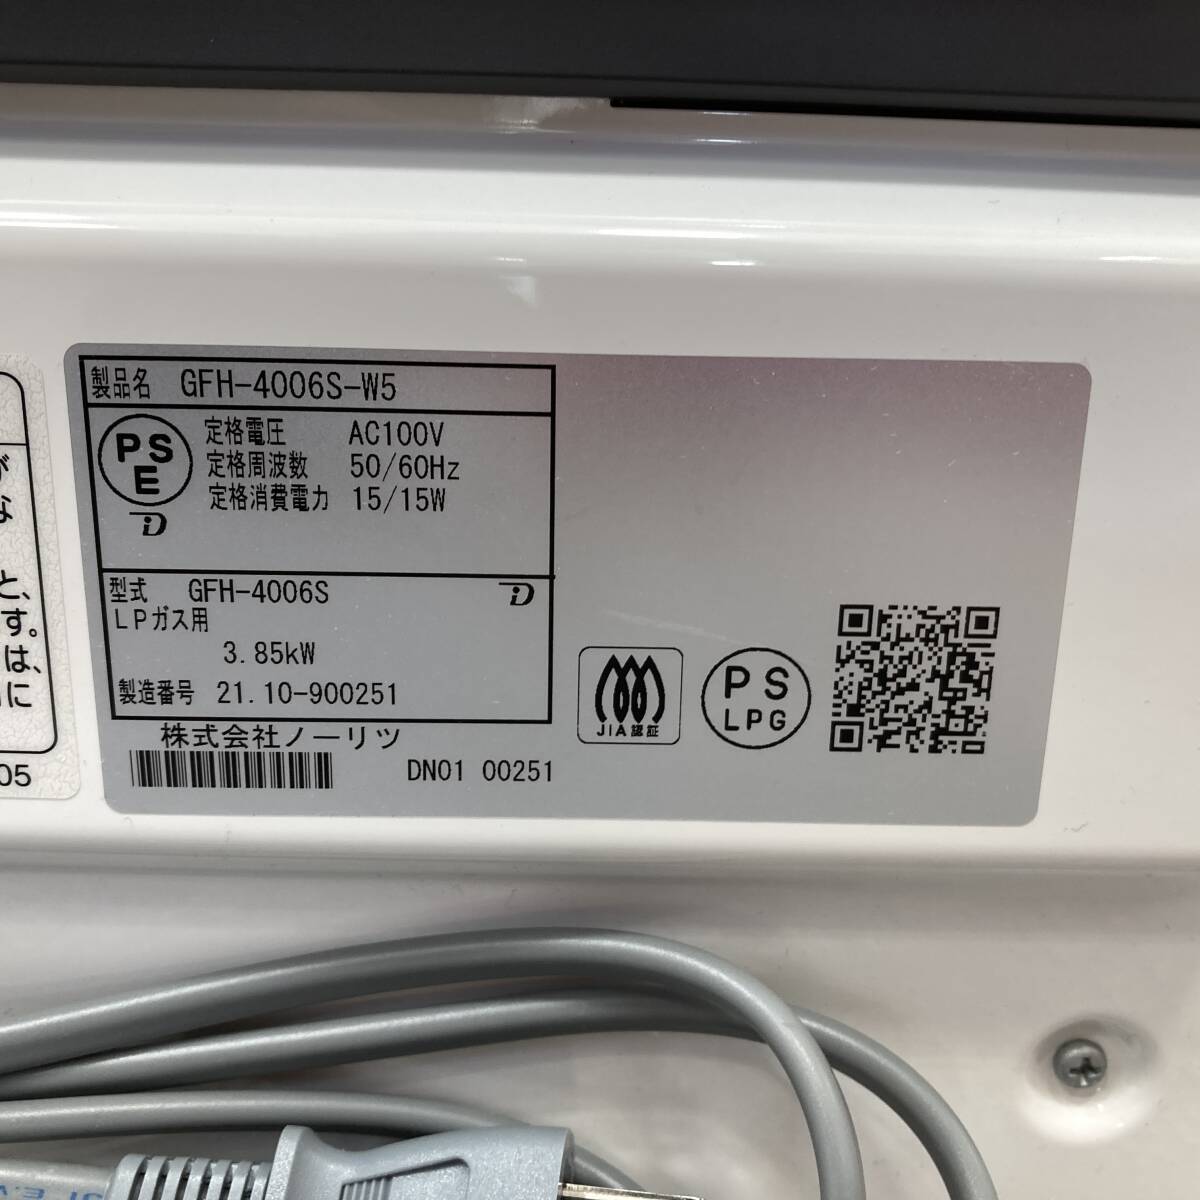 製品名 GFH-4006S-W5
PS
E
定格電圧 AC100V
定格周波数 50/60Hz
定格消費電力 15/15W
型式 GFH-4006S
LPガス用
3.85kW
製造番号 21.10-900251
株式会社ノーリツ
DN01 00251
JIA認証
PS
LPG
が
な
と、
す。
は、
に
05